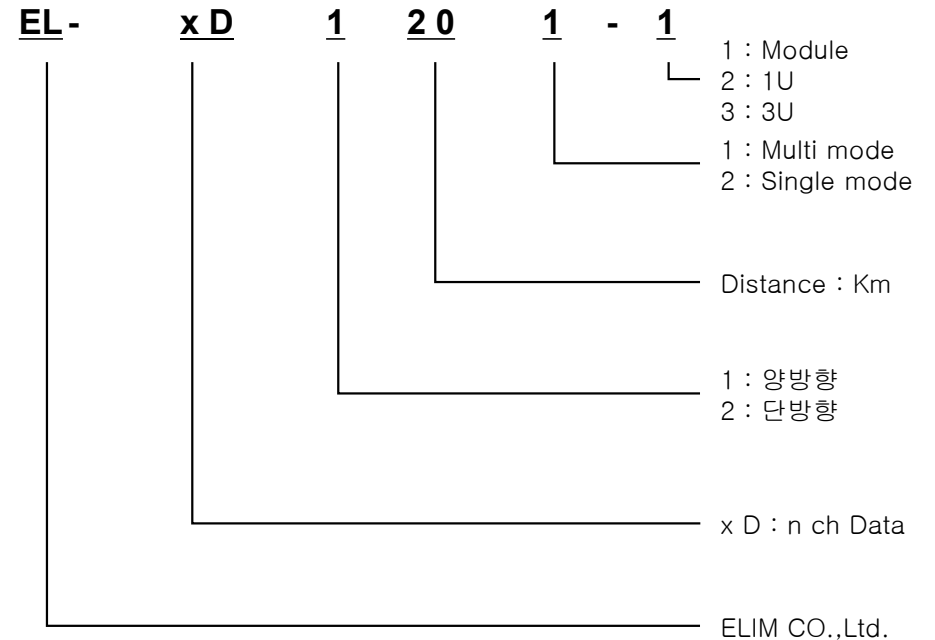 EL- x D 1 2 0 1 - 1
1 : Module
2 : 1U
3 : 3U
1 : Multi mode
2 : Single mode
Distance : Km
1 : 양방향
2 : 단방향
x D : n ch Data
ELIM CO.,Ltd.